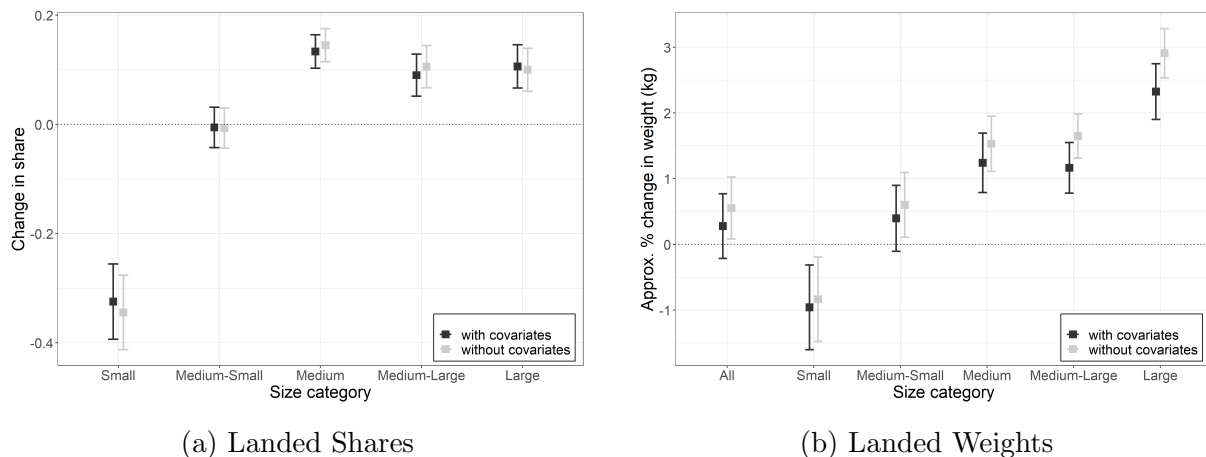 0.2
0.0
-0.2
-0.4
Change in share
Small Medium-Small Medium Medium-Large Large
Size category
with covariates
without covariates
(a) Landed Shares
3
2
1
0
-1
Approx. % change in weight (kg)
All Small Medium-Small Medium Medium-Large Large
Size category
with covariates
without covariates
(b) Landed Weights